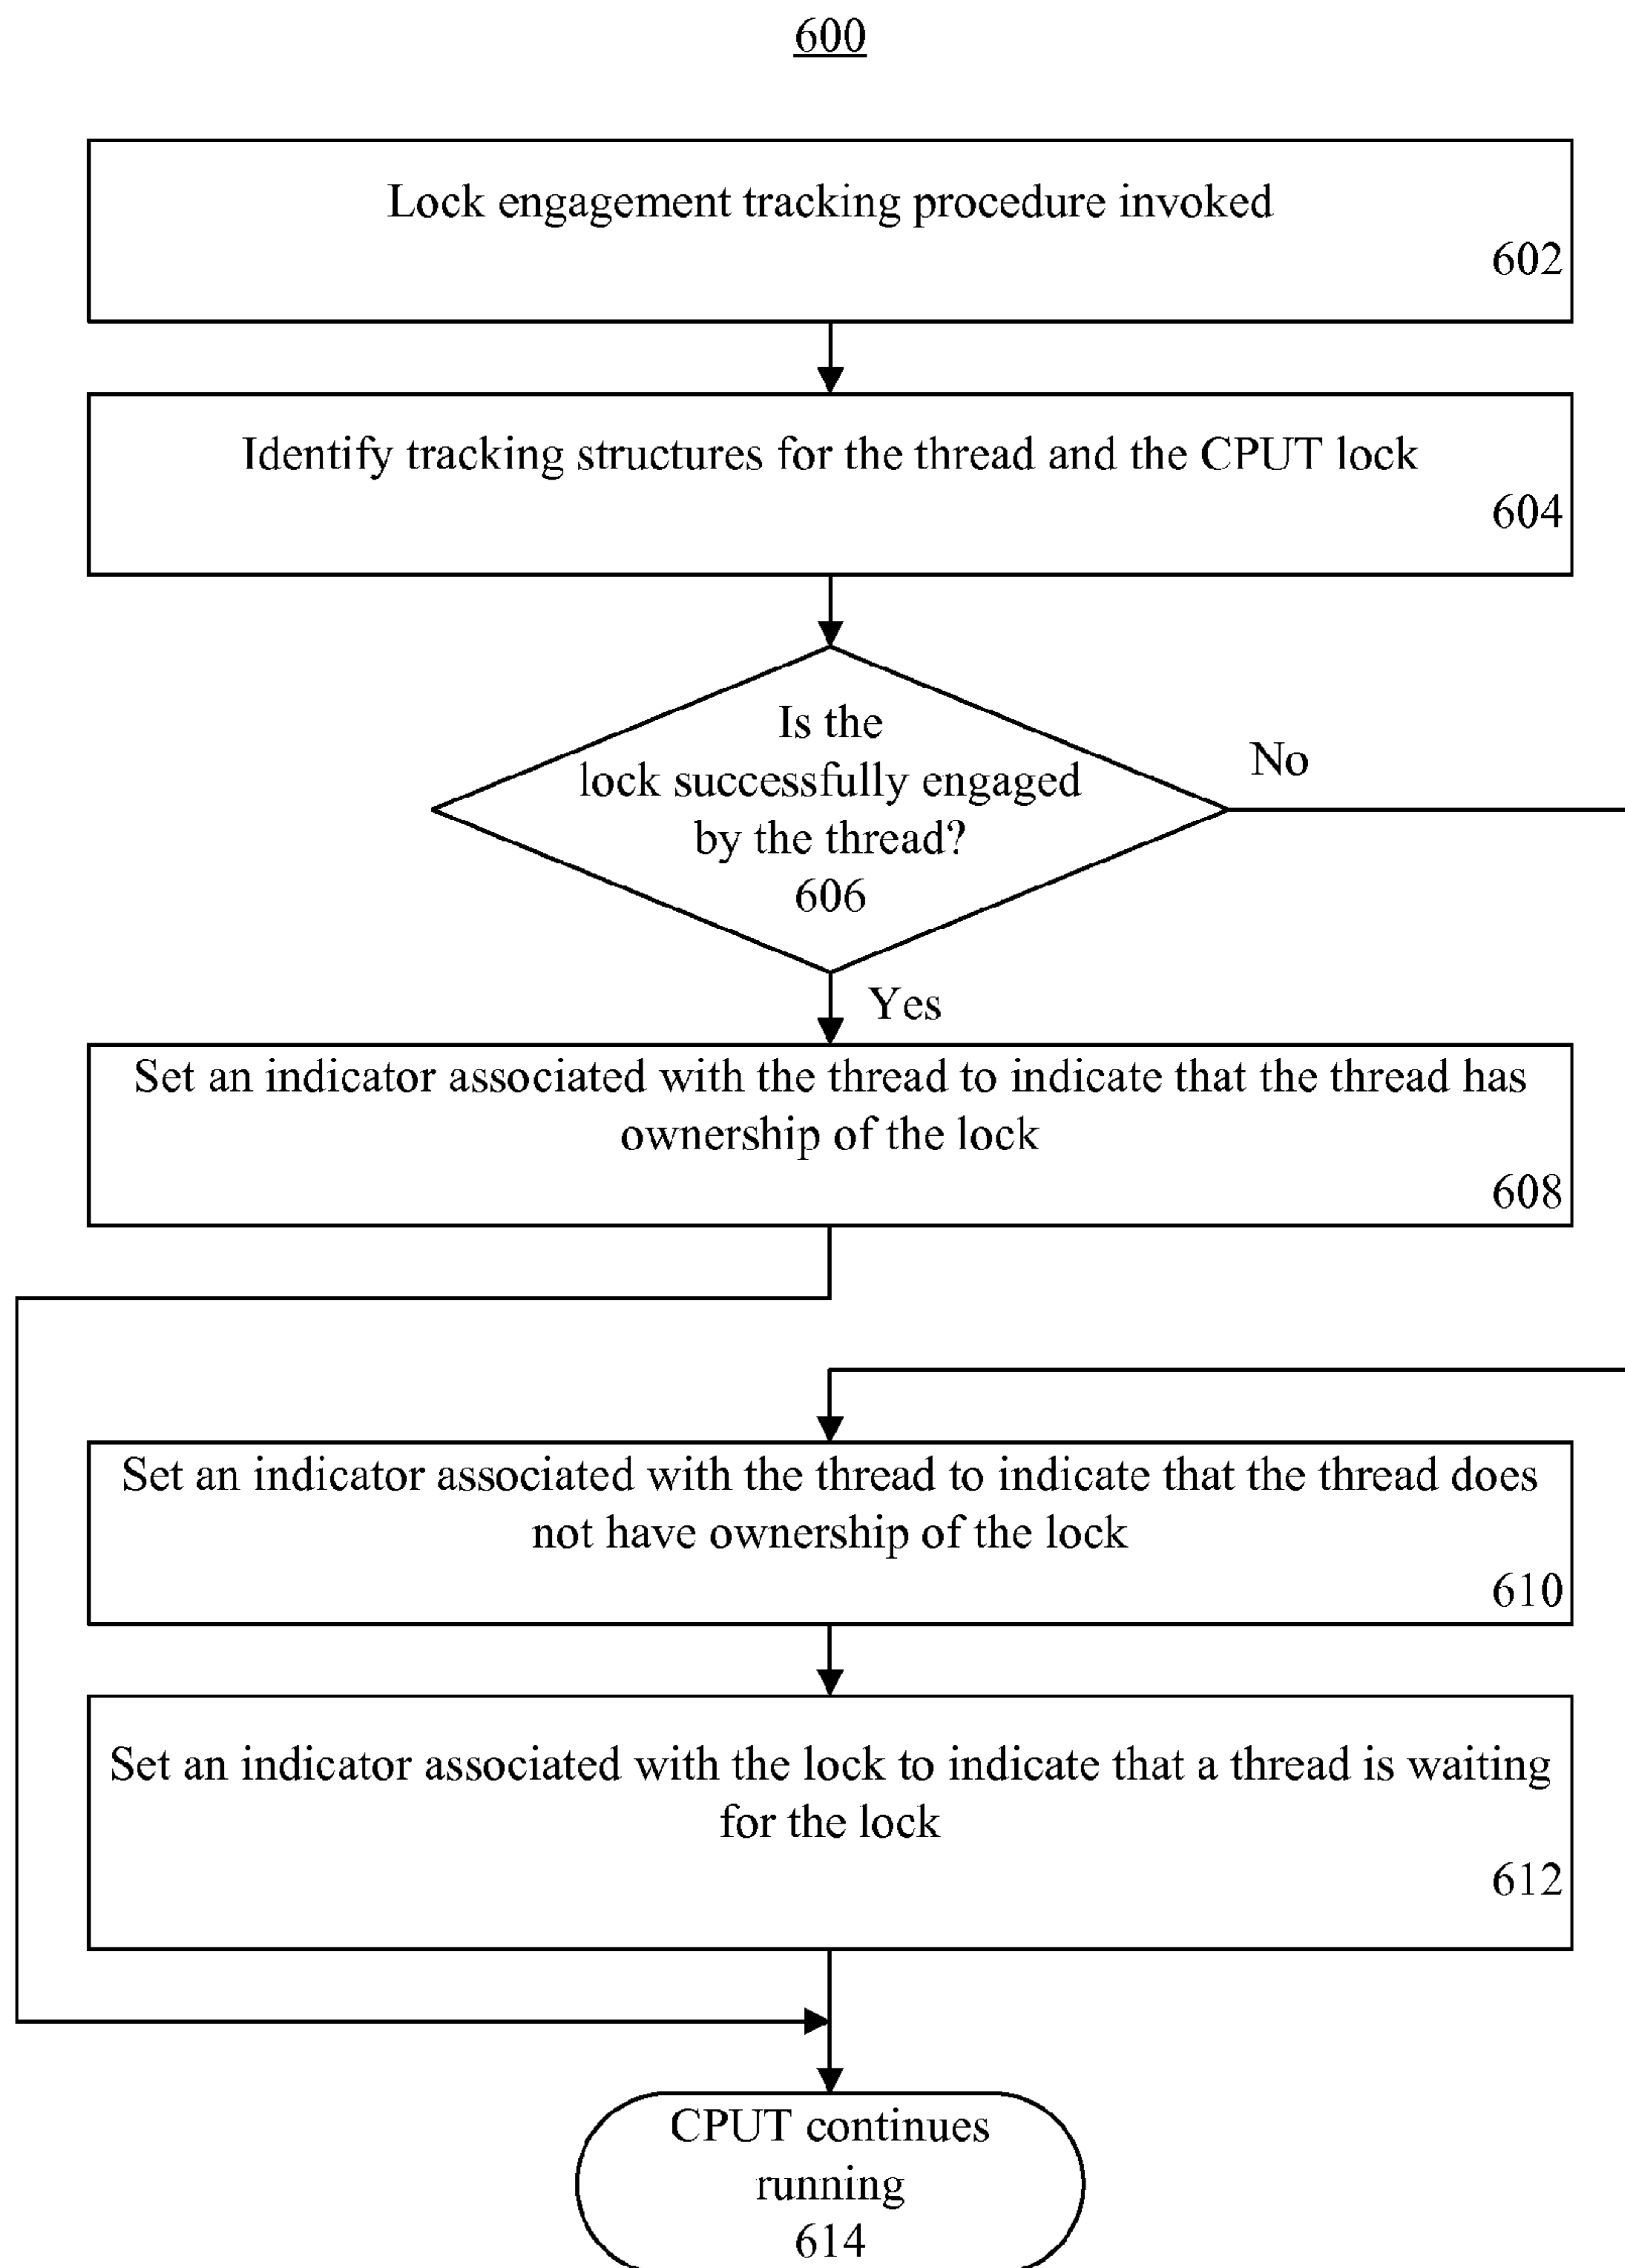 600
Lock engagement tracking procedure invoked
602
Identify tracking structures for the thread and the CPUT lock
604
Is the
lock successfully engaged
by the thread?
606
No
Yes
Set an indicator associated with the thread to indicate that the thread has
ownership of the lock
608
Set an indicator associated with the thread to indicate that the thread does
not have ownership of the lock
610
Set an indicator associated with the lock to indicate that a thread is waiting
for the lock
612
CPUT continues
running
614